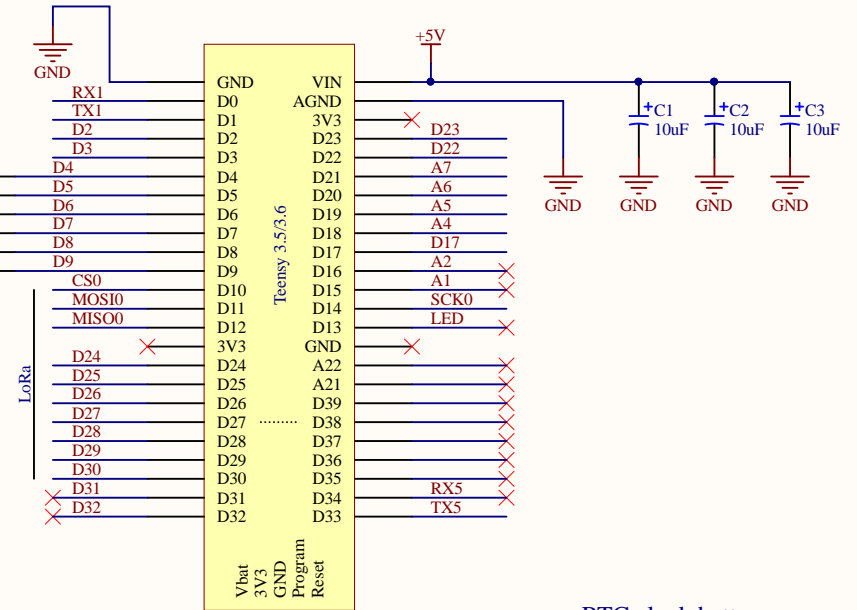 +5V
GND
GND VIN
RX1 D0 AGND
+C1 +C2 +C3
TX1 D1 3V3
10uF 10uF 10uF
D2 D2 D23 D23
D3 D3 D22 D22
D4 D4 D21 A7
D5 D5 D20 A6
D6 D6 D19 A5
GND GND GND GND
D7 D7 D18 A4
D8 D8 D17 D17
D9 D9 D16 A2
CS0 D10 D15 A1
MOSI0 D11 D14 SCK0
MISO0 D12 D13 LED
Teensy 3.5/3.6
3V3 GND
D24 D24 A22
D25 D25 A21
D26 D26 D39
D27 D27 ......... D38
D28 D28 D37
D29 D29 D36
D30 D30 D35
LoRa
D31 D31 D34 RX5
D32 D32 D33 TX5
Vbat
3V3
GND
Program
Reset